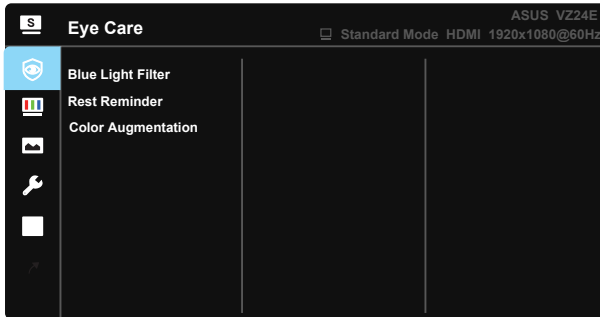 S
Eye Care
ASUS VZ24E
Standard Mode HDMI 1920x1080@60Hz
Blue Light Filter
Rest Reminder
Color Augmentation